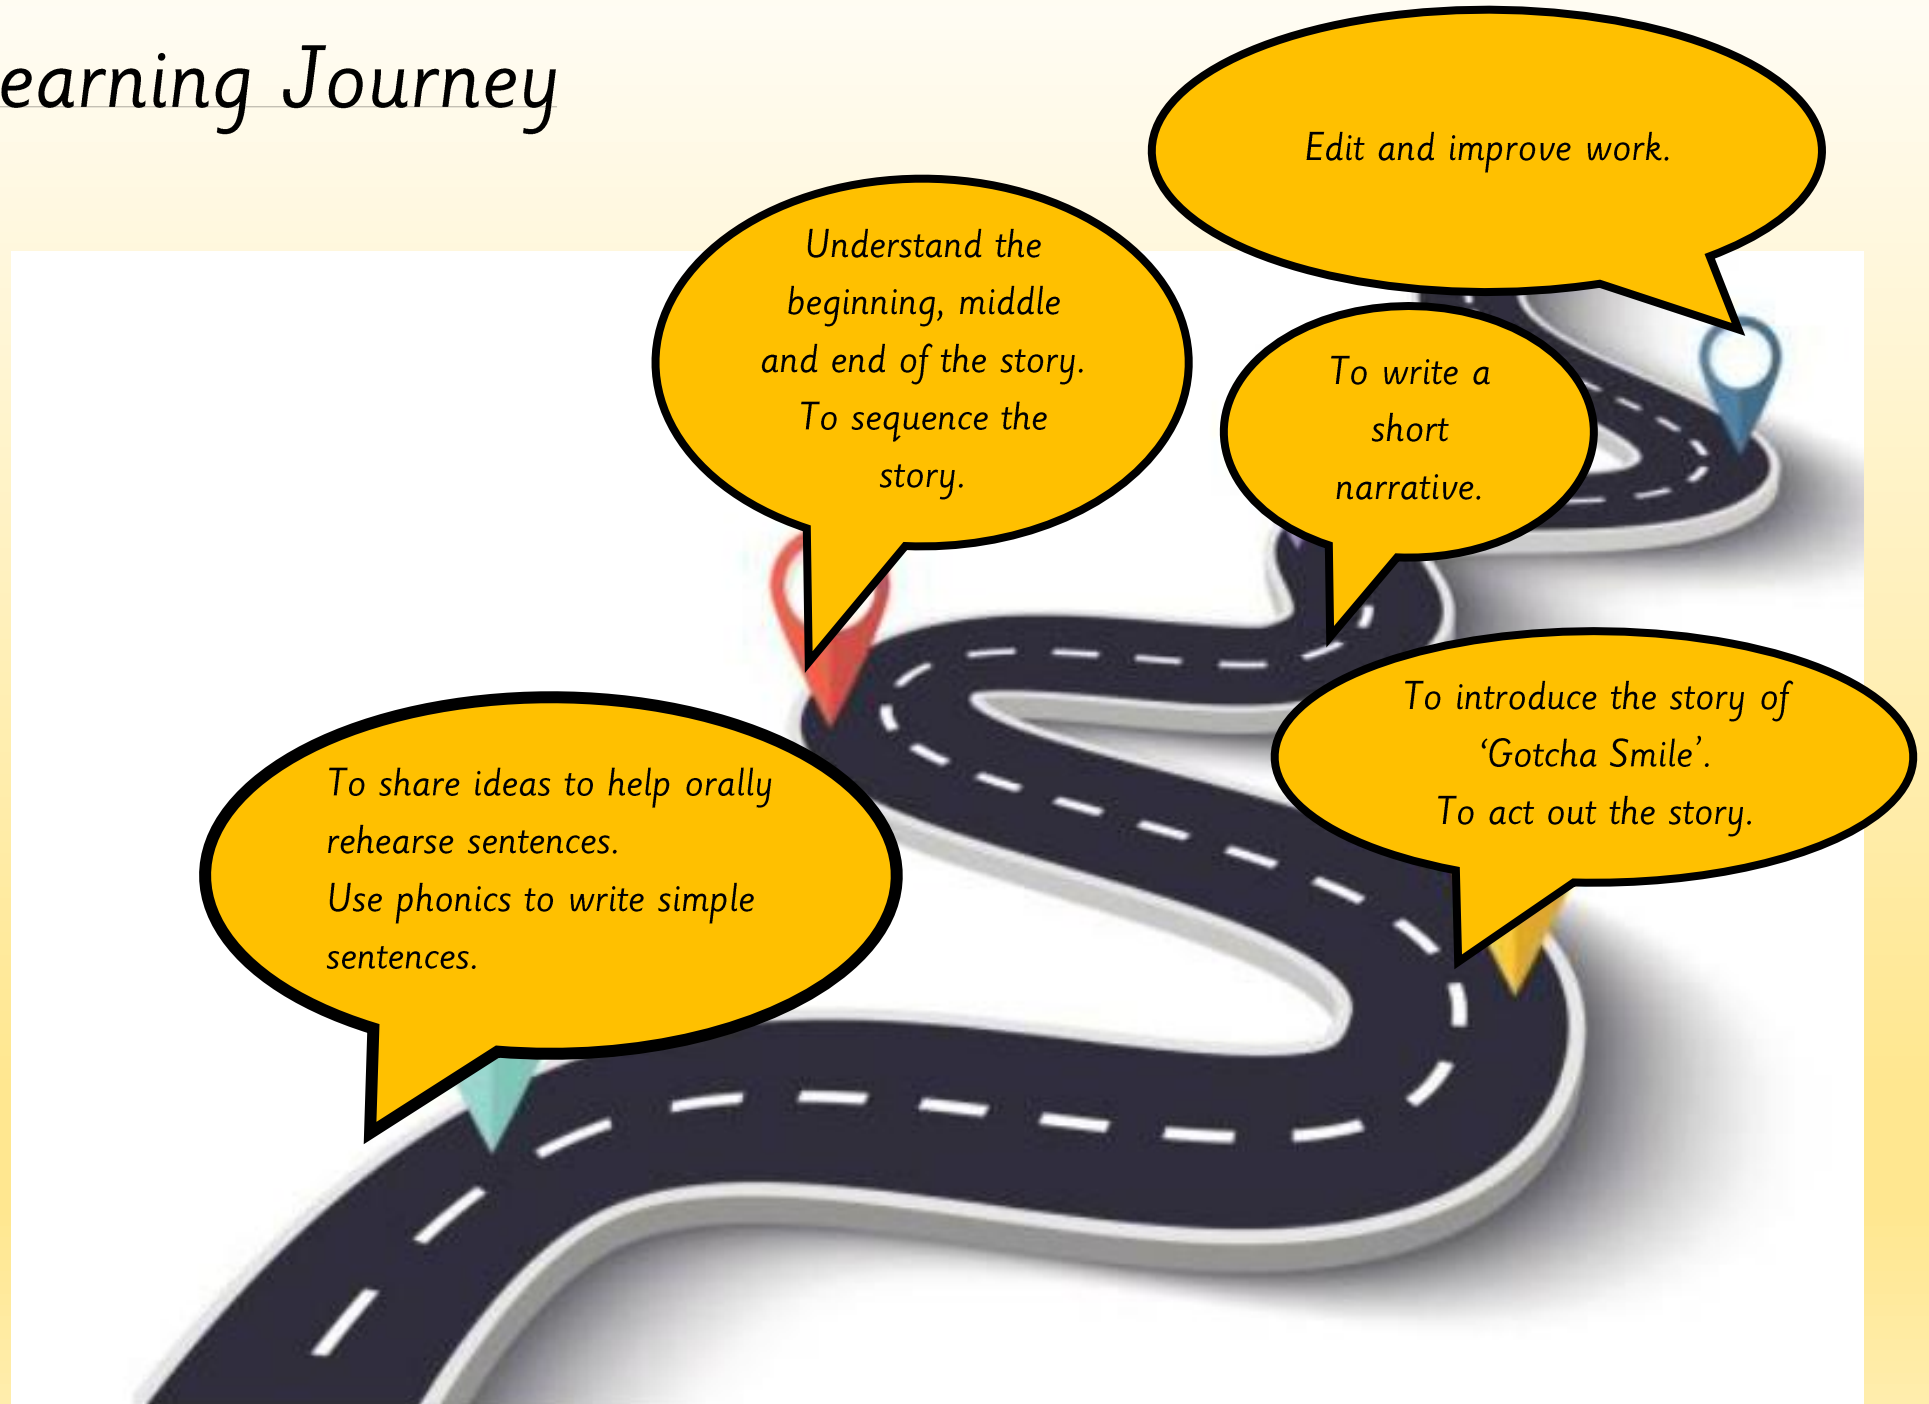 earning Journey
Edit and improve work.
Understand the
beginning, middle
and end of the story.
To sequence the
story.
To write a
short
narrative.
To introduce the story of
‘Gotcha Smile’.
To act out the story.
To share ideas to help orally
rehearse sentences.
Use phonics to write simple
sentences.